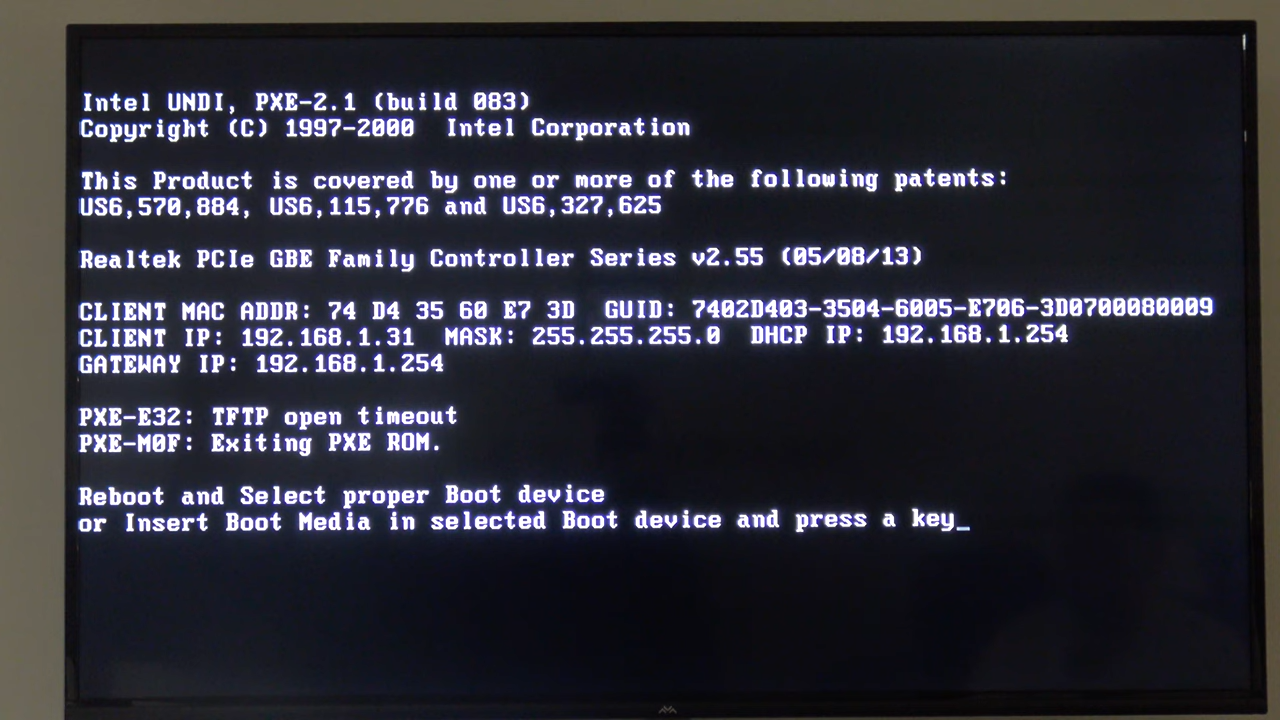 Intel UNDI, PXE-2.1 (build 083)
Copyright (C) 1997-2000  Intel Corporation
This Product is covered by one or more of the following patents:
US6,570,884, US6,115,776 and US6,327,625
Realtek PCIe GBE Family Controller Series v2.55 (05/08/13)
CLIENT MAC ADDR: 74 D4 35 60 E7 3D  GUID: 7402D403-3504-6005-E706-3D0700080009
CLIENT IP: 192.168.1.31  MASK: 255.255.255.0  DHCP IP: 192.168.1.254
GATEWAY IP: 192.168.1.254
PXE-E32: TFTP open timeout
PXE-M0F: Exiting PXE ROM.
Reboot and Select proper Boot device
or Insert Boot Media in selected Boot device and press a key_